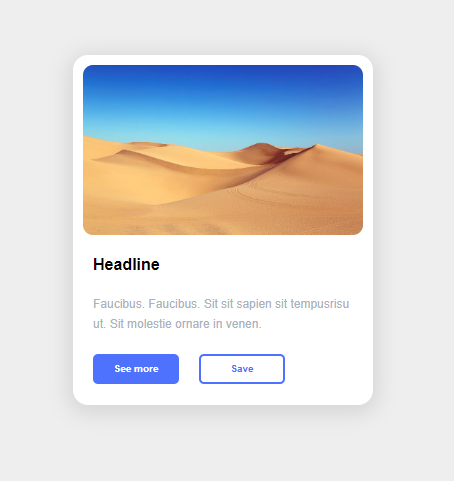 Headline
Faucibus. Faucibus. Sit sit sapien sit tempusrisu
ut. Sit molestie ornare in venen.
See more
Save